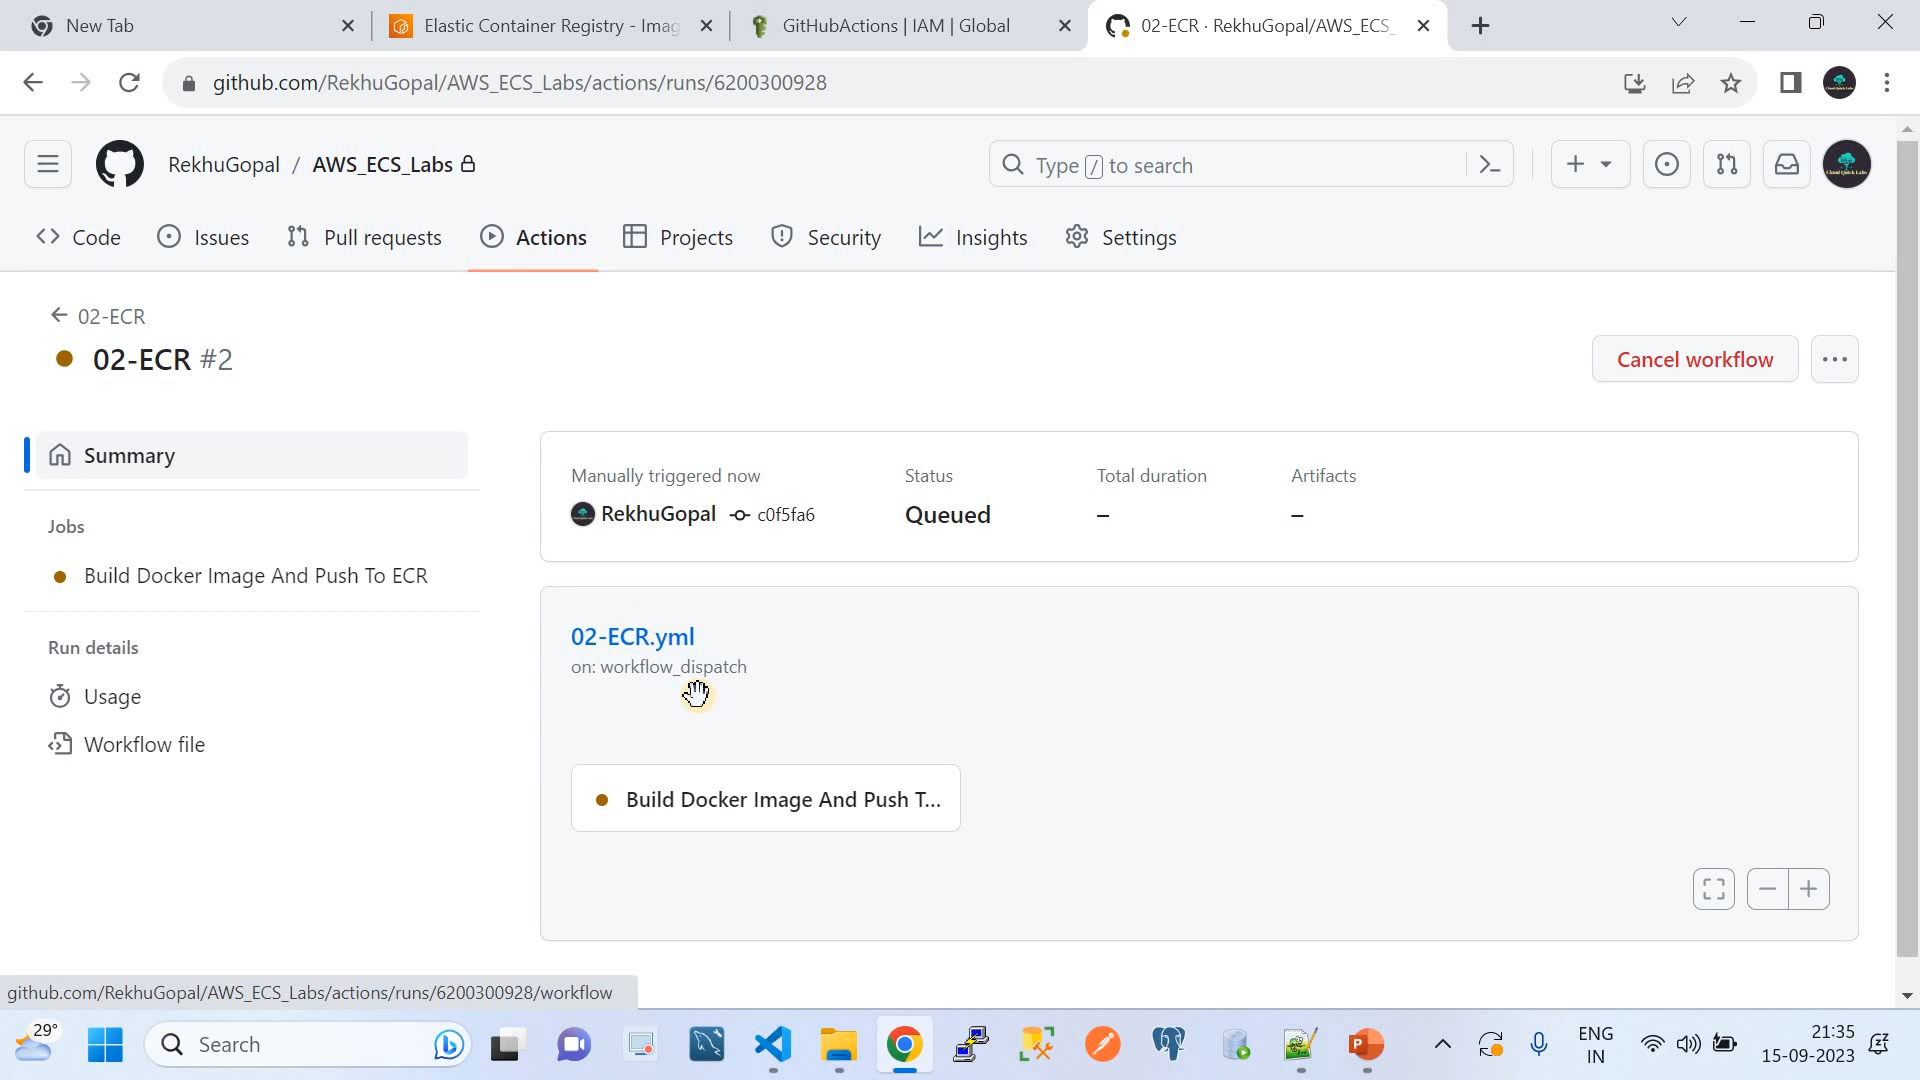 New Tab
Elastic Container Registry - Imag
GitHubActions | IAM | Global
02-ECR · RekhuGopal/AWS_ECS_
github.com/RekhuGopal/AWS_ECS_Labs/actions/runs/6200300928
RekhuGopal / AWS_ECS_Labs
Type / to search
Code
Issues
Pull requests
Actions
Projects
Security
Insights
Settings
02-ECR
02-ECR #2
Cancel workflow
Summary
Jobs
Build Docker Image And Push To ECR
Run details
Usage
Workflow file
Manually triggered now
RekhuGopal c0f5fa6
Status
Queued
Total duration
–
Artifacts
–
02-ECR.yml
on: workflow_dispatch
Build Docker Image And Push T...
github.com/RekhuGopal/AWS_ECS_Labs/actions/runs/6200300928/workflow
29°
Search
ENG
IN
21:35
15-09-2023